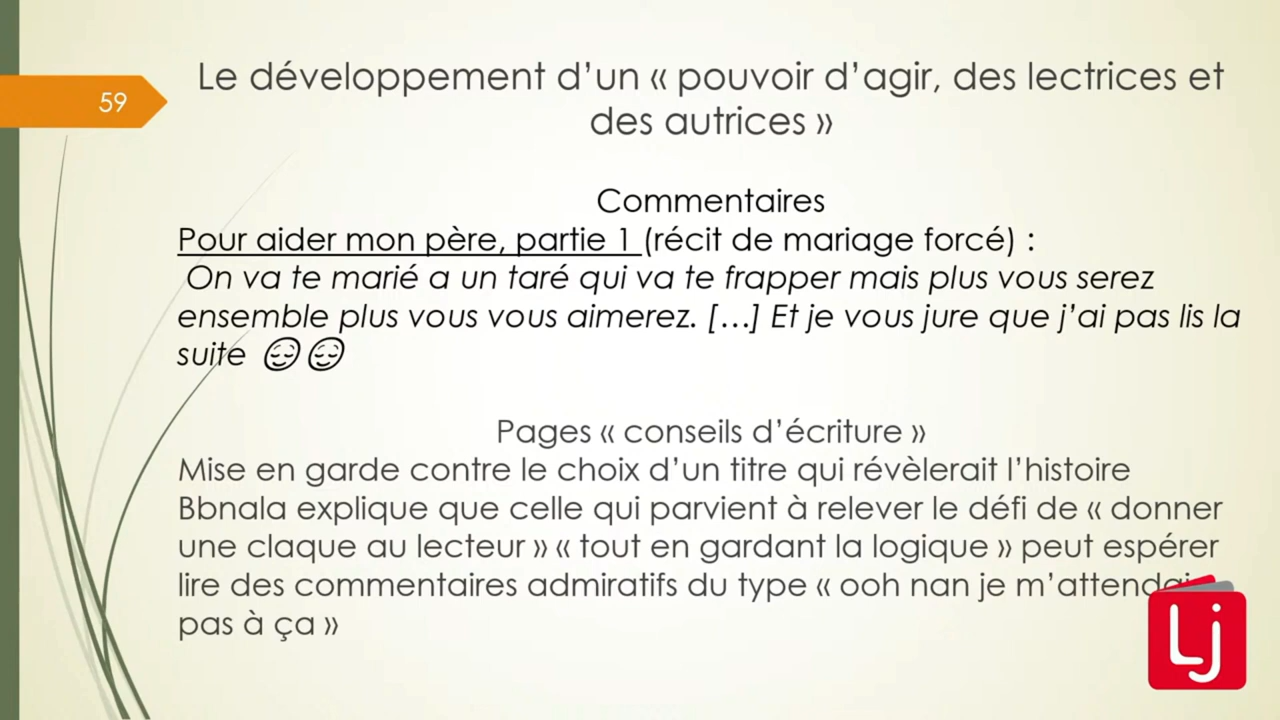 59
Le développement d’un « pouvoir d’agir, des lectrices et
des autrices »
Commentaires
Pour aider mon père, partie 1 (récit de mariage forcé) :
On va te marié a un taré qui va te frapper mais plus vous serez
ensemble plus vous vous aimerez. […] Et je vous jure que j’ai pas lis la
suite 😌😌
Pages « conseils d’écriture »
Mise en garde contre le choix d’un titre qui révèlerait l’histoire
Bbnala explique que celle qui parvient à relever le défi de « donner
une claque au lecteur » « tout en gardant la logique » peut espérer
lire des commentaires admiratifs du type « ooh nan je m’attendais
pas à ça »
Lj